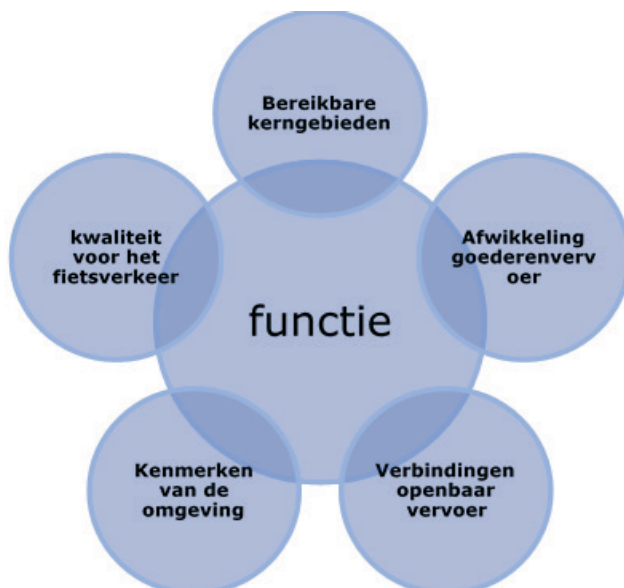 Bereikbare
kerngebieden
kwaliteit
voor het
fietsverkeer
Afwikkeling
goederenverv
oer
functie
Kenmerken
van de
omgeving
Verbindingen
openbaar
vervoer